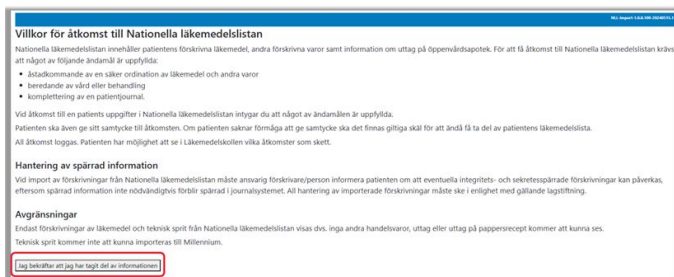 Villkor för åtkomst till Nationella läkemedelslistan
Nationella läkemedelslistan innehåller patientens förskrivna läkemedel, andra förskrivna varor samt information om uttag på öppenvårdsapotek. För att få åtkomst till Nationella läkemedelslistan krävs
att något av följande ändamål är uppfyllda:
• åstadkommande av en säker ordination av läkemedel och andra varor
• beredande av vård eller behandling
• komplettering av en patientjournal.
Vid åtkomst till en patients uppgifter i Nationella läkemedelslistan intygar du att något av ändamålen är uppfyllda.
Patienten ska även ge sitt samtycke till åtkomsten. Om patienten saknar förmåga att ge samtycke ska det finnas giltiga skäl för att ändå få ta del av patientens läkemedelslista.
All åtkomst loggas. Patienten har möjlighet att se i Läkemedelskollen vilka åtkomster som skett.
Hantering av spärrad information
Vid import av förskrivningar från Nationella läkemedelslistan måste ansvarig förskrivare/person informera patienten om att eventuella integritets- och sekretesspärrade förskrivningar kan påverkas,
eftersom spärrad information inte nödvändigtvis förblir spärrad i journalsystemet. All hantering av importerade förskrivningar måste ske i enlighet med gällande lagstiftning.
Avgränsningar
Endast förskrivningar av läkemedel och teknisk sprit från Nationella läkemedelslistan visas dvs. inga andra handelsvaror, uttag eller uttag på pappersrecept kommer att kunna ses.
Teknisk sprit kommer inte att kunna importeras till Millennium.
Jag bekräftar att jag har tagit del av informationen